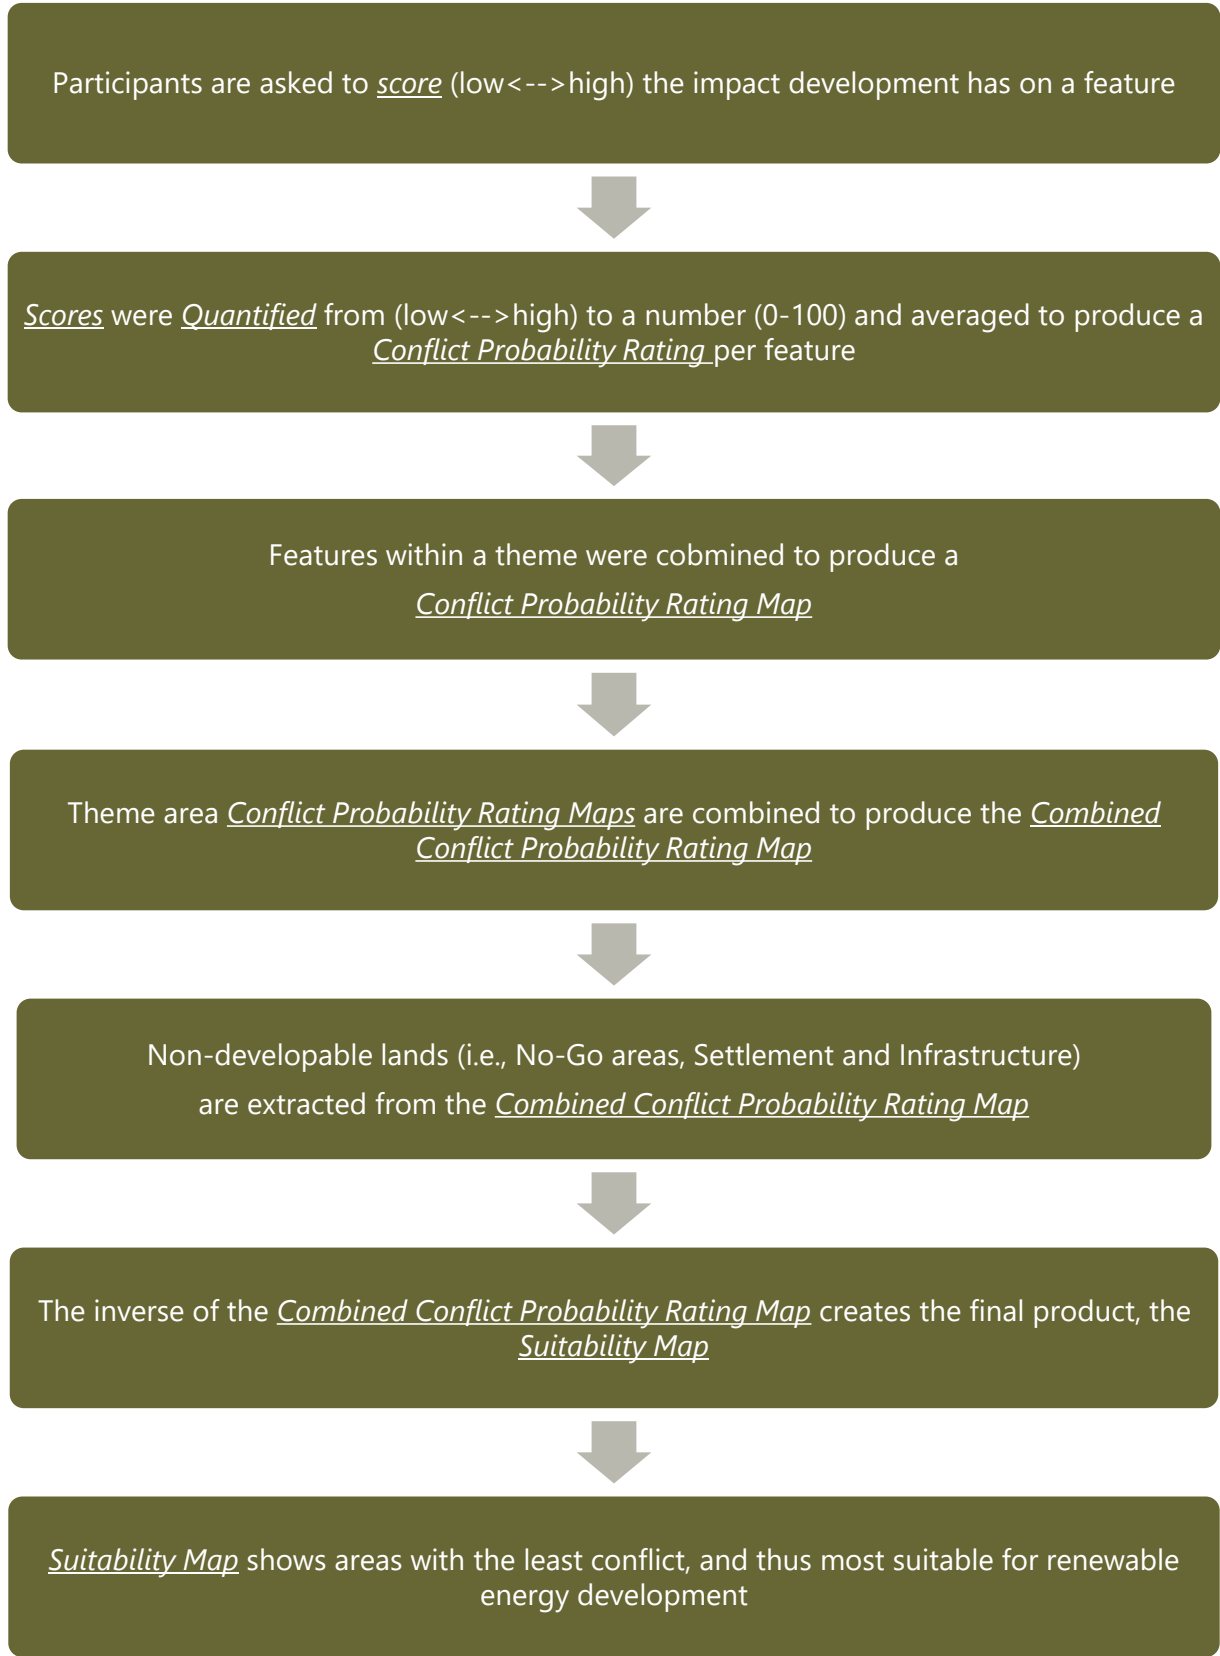 Participants are asked to score (low<-->high) the impact development has on a feature
Scores were Quantified from (low<-->high) to a number (0-100) and averaged to produce a
Conflict Probability Rating per feature
Features within a theme were cobmined to produce a
Conflict Probability Rating Map
Theme area Conflict Probability Rating Maps are combined to produce the Combined
Conflict Probability Rating Map
Non-developable lands (i.e., No-Go areas, Settlement and Infrastructure)
are extracted from the Combined Conflict Probability Rating Map
The inverse of the Combined Conflict Probability Rating Map creates the final product, the
Suitability Map
Suitability Map shows areas with the least conflict, and thus most suitable for renewable
energy development